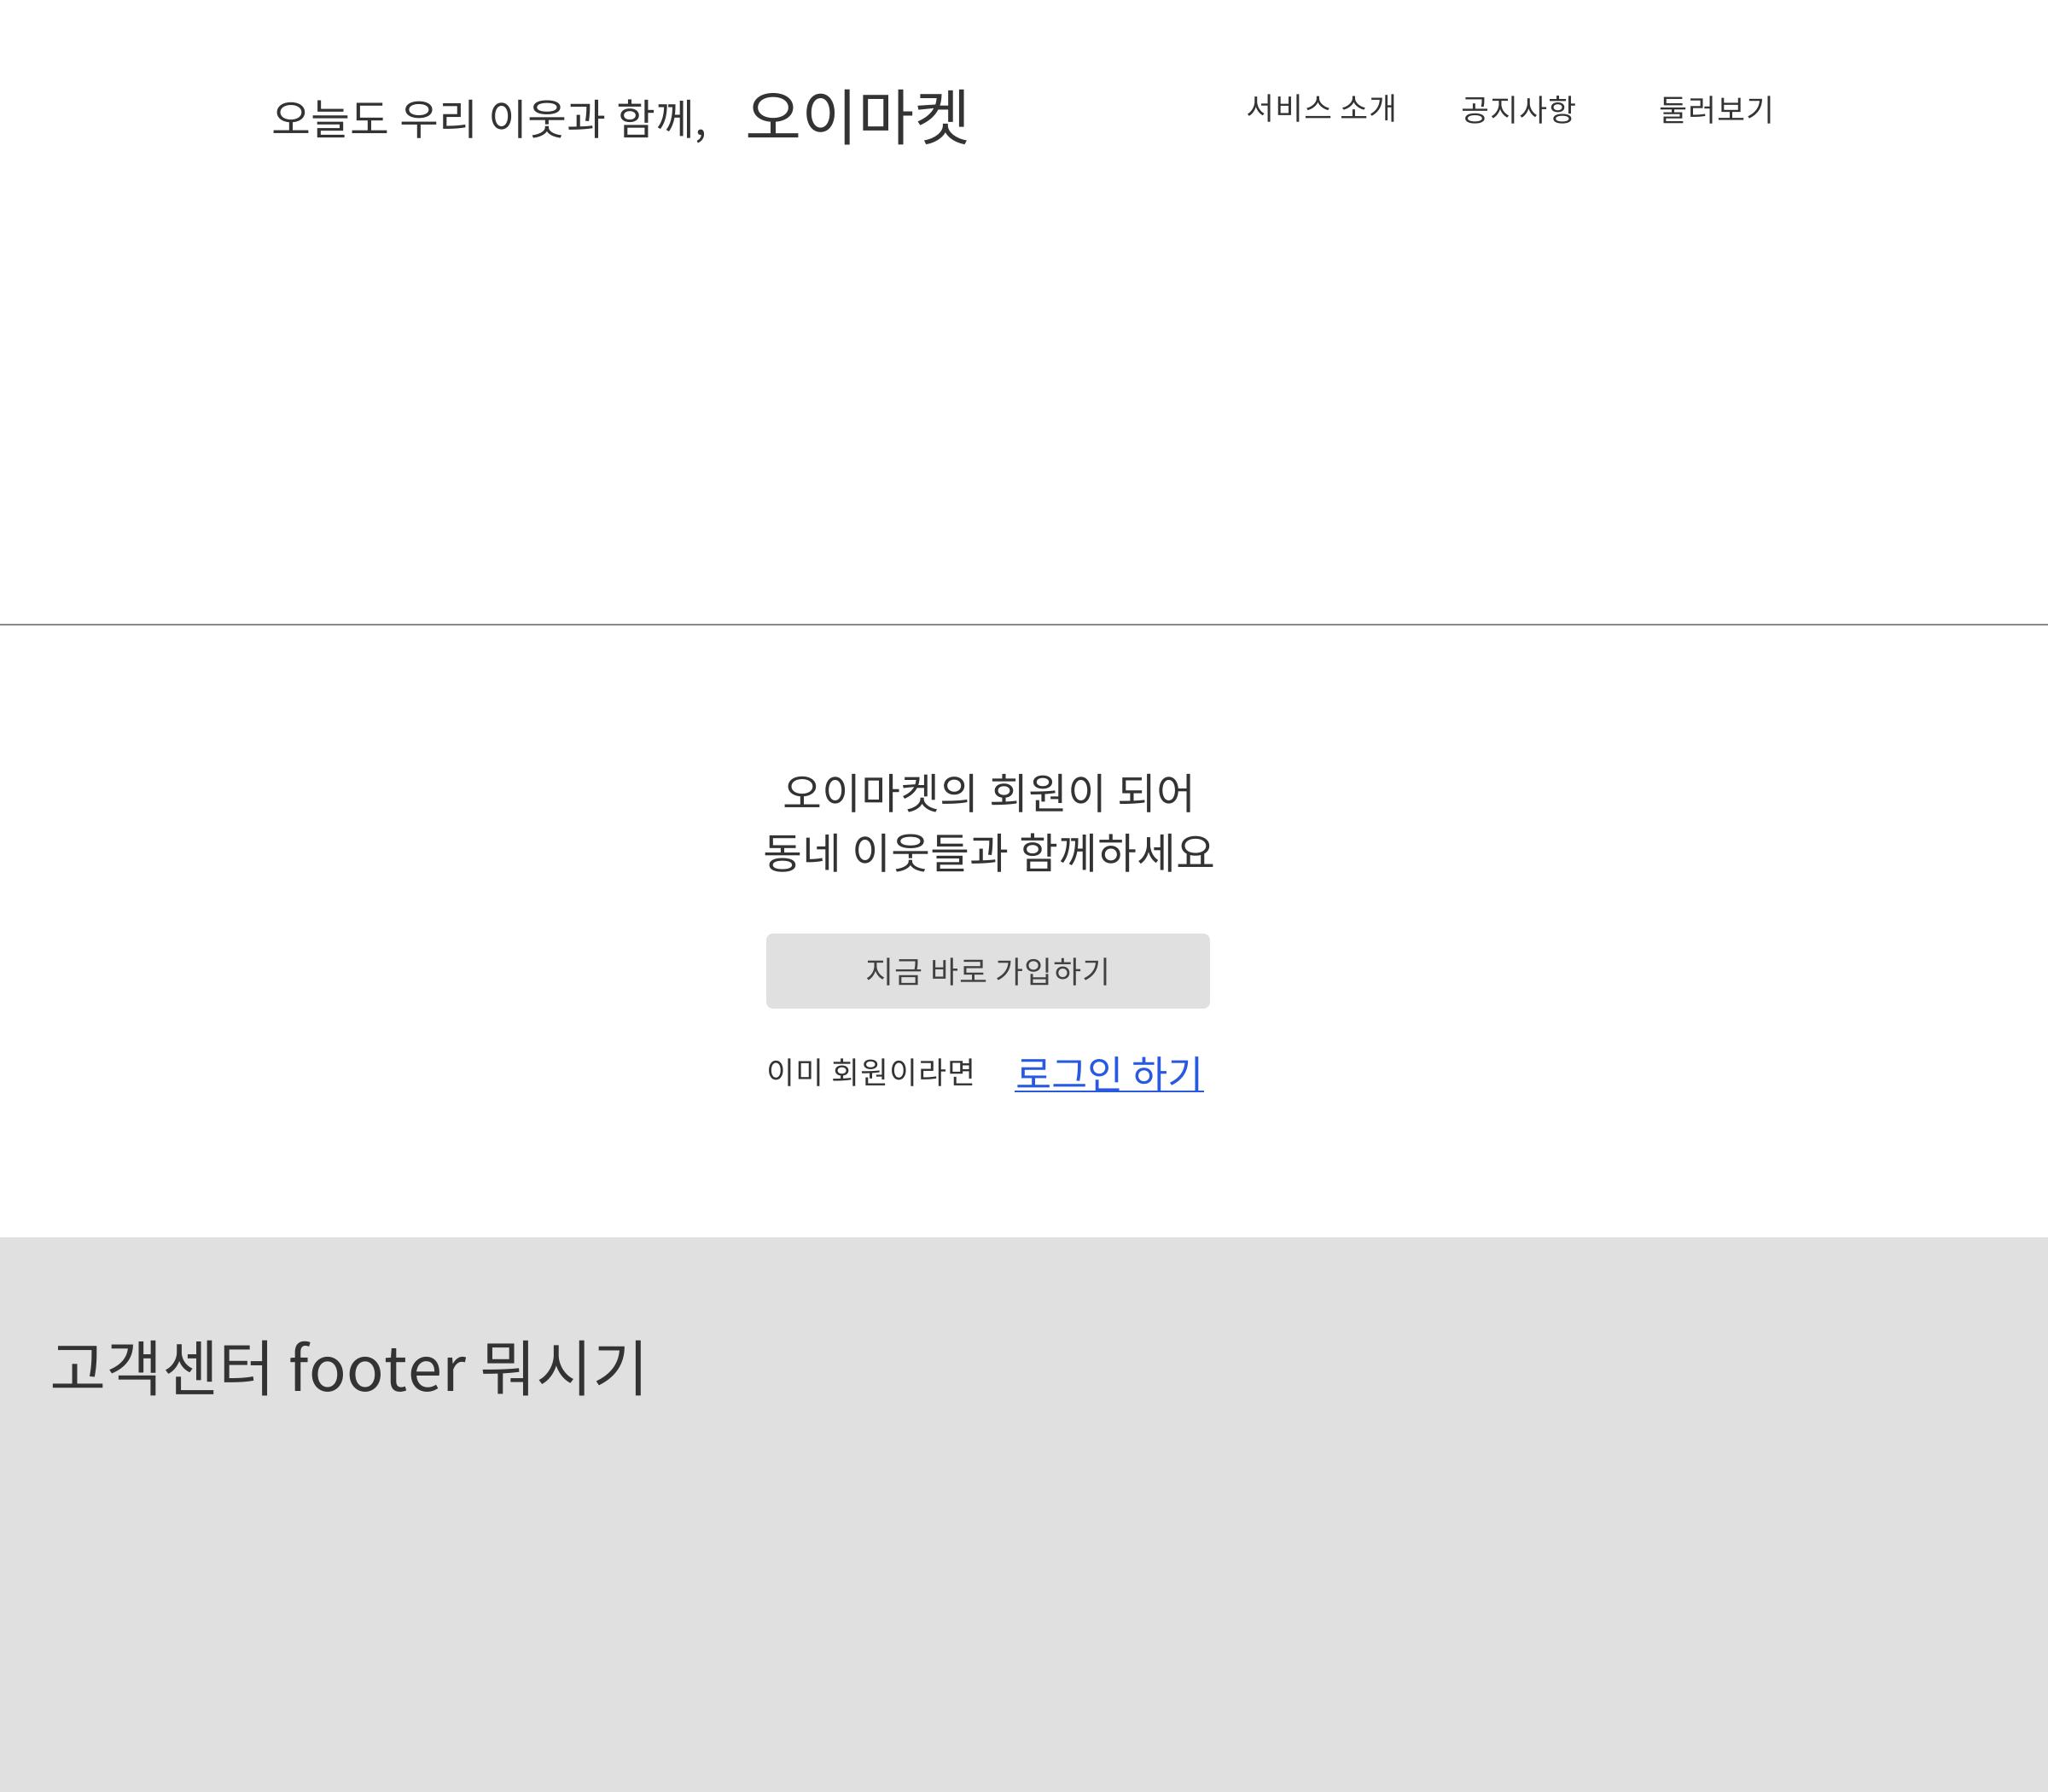 오늘도 우리 이웃과 함께, 오이마켓 서비스 소개 공지사항 둘러보기
오이마켓의 회원이 되어
동네 이웃들과 함께하세요
지금 바로 가입하기
이미 회원이라면 로그인 하기
고객센터 footer 뭐시기